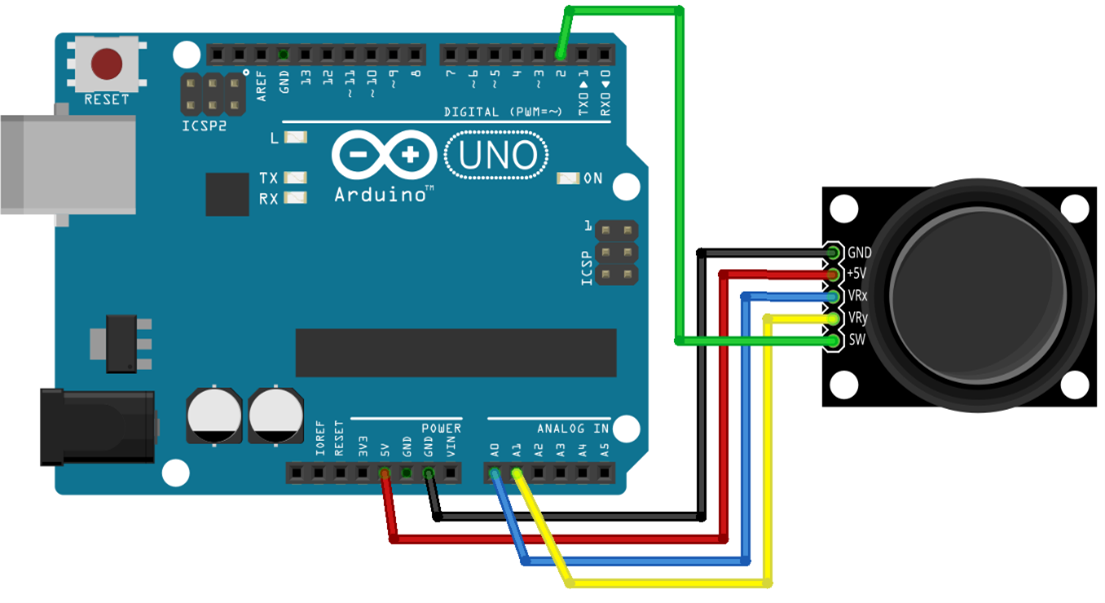 RESET
ICSP2
AREF
GND
13
12
~11
~10
~9
8
7
~6
~5
4
~3
2
TX0▶1
RX0◀0
DIGITAL (PWM=~)
L
TX
RX
Arduino™
UNO
ON
1
ICSP
GND
+5V
VRx
VRy
SW
POWER
ANALOG IN
IOREF
RESET
3V3
5V
GND
GND
VIN
A0
A1
A2
A3
A4
A5